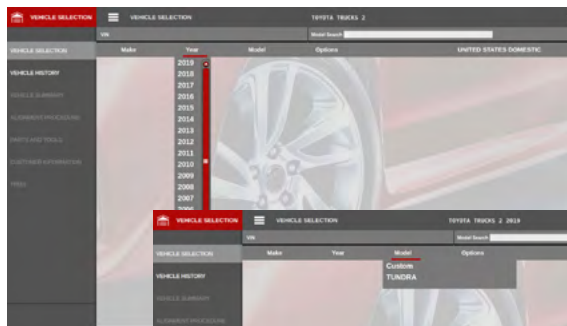 VEHICLE SELECTION
VEHICLE SELECTION
TOYOTA TRUCKS 2
VIN
Model Search
VEHICLE SELECTION
Make
Year
Model
Options
UNITED STATES DOMESTIC
VEHICLE HISTORY
VEHICLE SUMMARY
ALIGNMENT PROCEDURE
PARTS AND TOOLS
CUSTOMER INFORMATION
2019
2018
2017
2016
2015
2014
2013
2012
2011
2010
2009
2008
2007
2006
VEHICLE SELECTION
VEHICLE SELECTION
TOYOTA TRUCKS 2 2019
VIN
Model Search
VEHICLE SELECTION
Make
Year
Model
Options
Custom
TUNDRA
VEHICLE HISTORY
VEHICLE SUMMARY
ALIGNMENT PROCEDURE